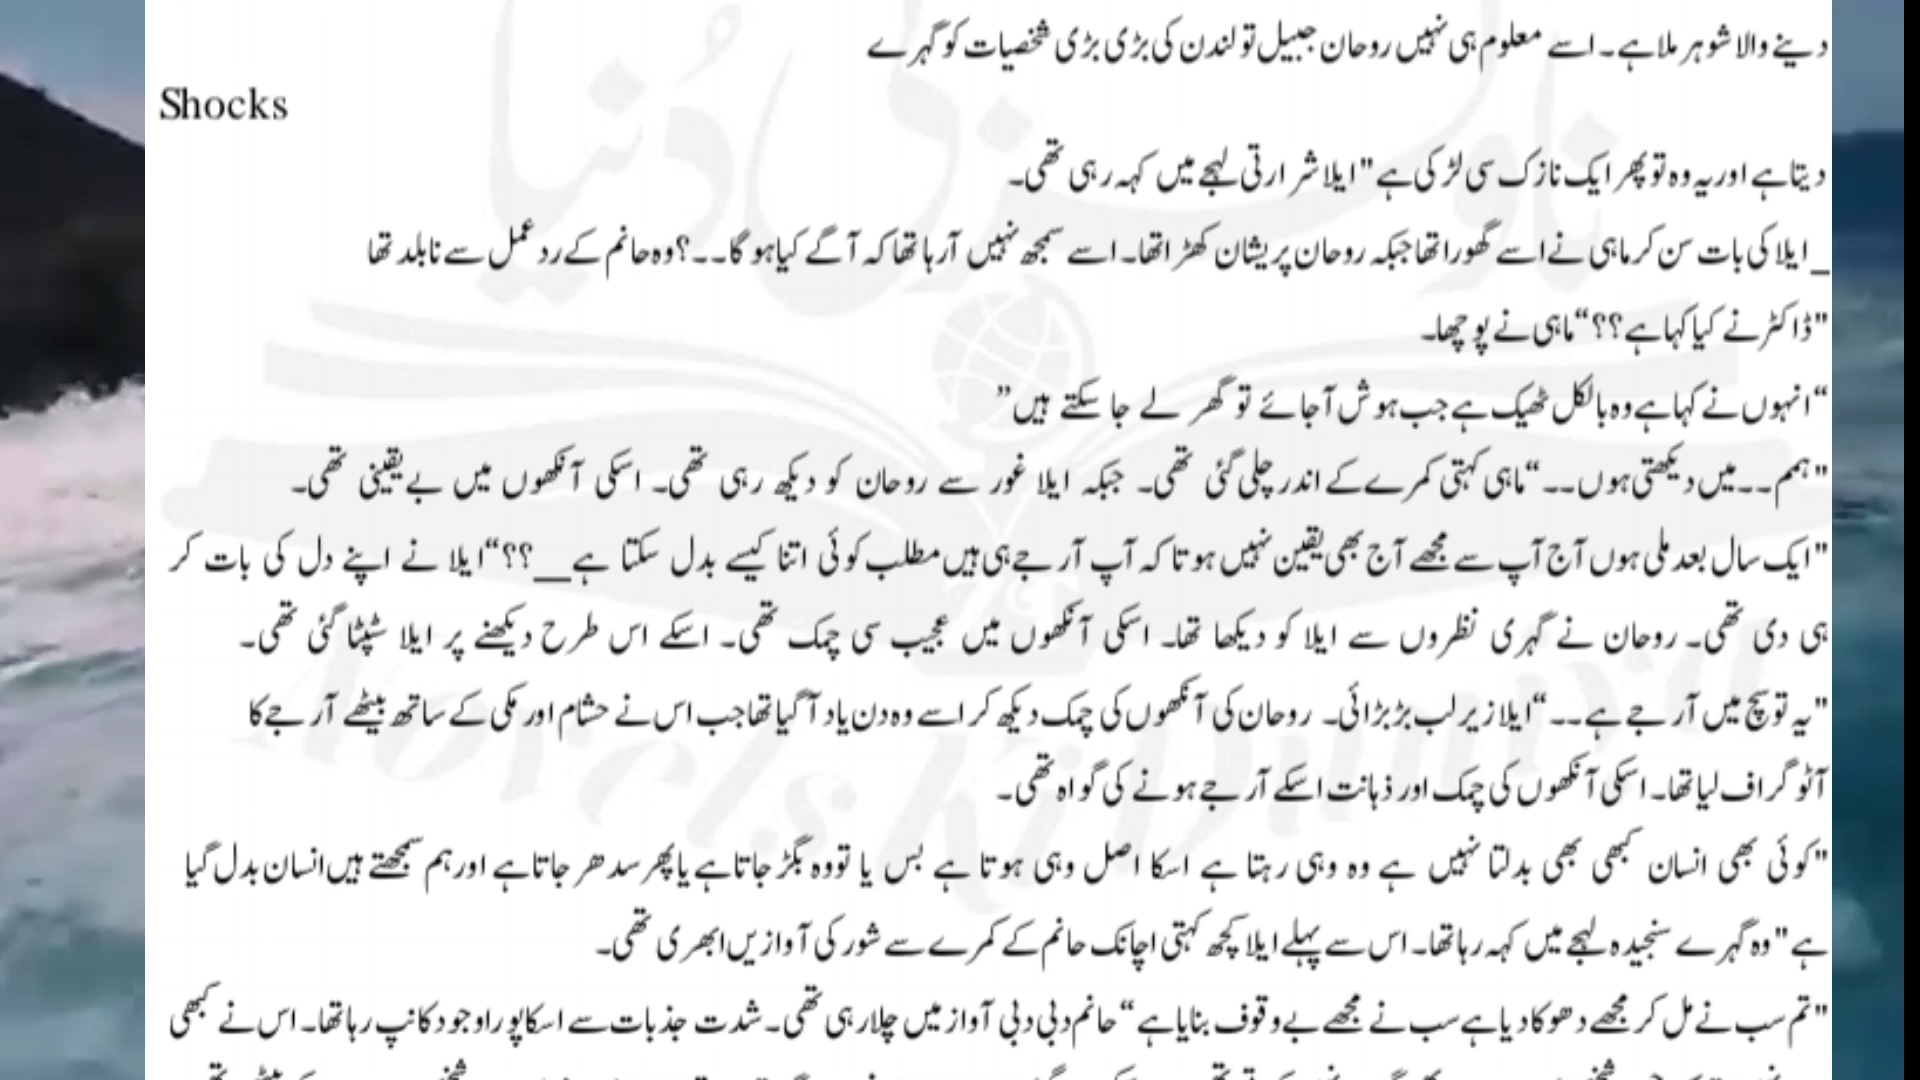 دینے والا شوہر ملا ہے۔ اسے معلوم ہی نہیں روحان جبیل تو لندن کی بڑی بڑی شخصیات کو گہرے
Shocks
دیتا ہے اور یہ وہ تو پھر ایک نازک سی لڑکی ہے" ایلا شرارتی لہجے میں کہہ رہی تھی۔
_ ایلا کی بات سن کر ماہی نے اسے گھورا تھا جبکہ روحان پریشان کھڑا تھا۔ اسے سمجھ نہیں آرہا تھا کہ آگے کیا ہو گا۔۔؟ وہ حانم کے رد عمل سے نابلد تھا
"ڈاکٹر نے کیا کہا ہے؟؟“ ماہی نے پوچھا۔
“انہوں نے کہا ہے وہ بالکل ٹھیک ہے جب ہوش آجائے تو گھر لے جا سکتے ہیں”
"ہمم۔۔ میں دیکھتی ہوں۔۔“ ماہی کہتی کمرے کے اندر چلی گئی تھی۔ جبکہ ایلا غور سے روحان کو دیکھ رہی تھی۔ اسکی آنکھوں میں بے یقینی تھی۔
"ایک سال بعد ملی ہوں آج آپ سے مجھے آج بھی یقین نہیں ہوتا کہ آپ آر جے ہی ہیں مطلب کوئی اتنا کیسے بدل سکتا ہے__؟؟“ ایلا نے اپنے دل کی بات کر
ہی دی تھی۔ روحان نے گہری نظروں سے ایلا کو دیکھا تھا۔ اسکی آنکھوں میں عجیب سی چمک تھی۔ اسکے اس طرح دیکھنے پر ایلا سٹپٹا گئی تھی۔
"یہ تو سچ میں آر جے ہے۔۔“ ایلا زیر لب بڑبڑائی۔ روحان کی آنکھوں کی چمک دیکھ کر اسے وہ دن یاد آگیا تھا جب اس نے حشام اور مکی کے ساتھ بیٹھے آر جے کا
آٹو گراف لیا تھا۔ اسکی آنکھوں کی چمک اور ذہانت اسکے آر جے ہونے کی گواہ تھی۔
"کوئی بھی انسان کبھی بھی بدلتا نہیں ہے وہ وہی رہتا ہے اسکا اصل وہی ہوتا ہے بس یا تو وہ بگڑ جاتا ہے یا پھر سدھر جاتا ہے اور ہم سمجھتے ہیں انسان بدل گیا
ہے" وہ گہرے سنجیدہ لہجے میں کہہ رہا تھا۔ اس سے پہلے ایلا کچھ کہتی اچانک حانم کے کمرے سے شور کی آوازیں ابھری تھی۔
"تم سب نے مل کر مجھے دھوکا دیا ہے سب نے مجھے بے وقوف بنایا ہے“ حانم دبی دبی آواز میں چلا رہی تھی۔ شدت جذبات سے اسکا پورا وجود کانپ رہا تھا۔ اس نے کبھی
ناولز کی دُنیا
Novels Ki Duniya